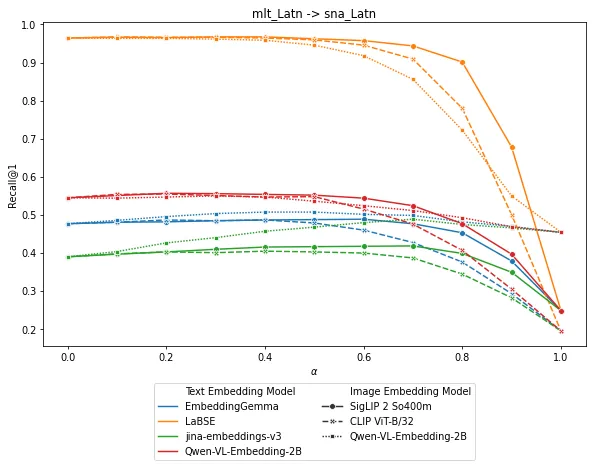 mlt_Latn -> sna_Latn
Recall@1
1.0
0.9
0.8
0.7
0.6
0.5
0.4
0.3
0.2
0.0 0.2 0.4 0.6 0.8 1.0
α
Text Embedding Model
EmbeddingGemma
LaBSE
jina-embeddings-v3
Qwen-VL-Embedding-2B
Image Embedding Model
SigLIP 2 So400m
CLIP ViT-B/32
Qwen-VL-Embedding-2B